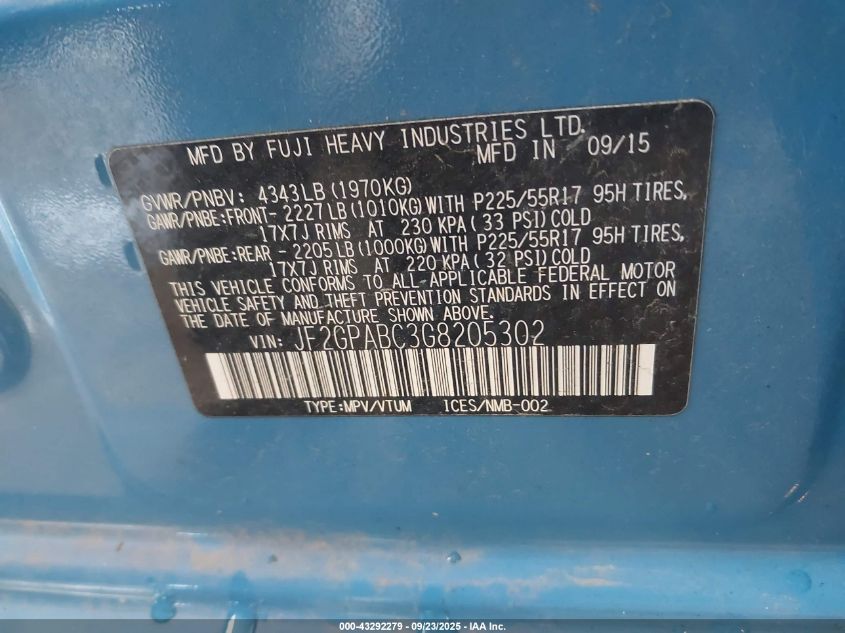 MFD BY FUJI HEAVY INDUSTRIES LTD.
MFD IN 09/15
GVWR/PNBV: 4343LB(1970KG)
GAWR/PNBE:FRONT- 2227LB(1010KG)WITH P225/55R17 95H TIRES,
17X7J RIMS AT 230 KPA( 33 PSI)COLD
GAWR/PNBE:REAR - 2205LB(1000KG)WITH P225/55R17 95H TIRES,
17X7J RIMS AT 220 KPA( 32 PSI)COLD
THIS VEHICLE CONFORMS TO ALL APPLICABLE FEDERAL MOTOR
VEHICLE SAFETY AND THEFT PREVENTION STANDARDS IN EFFECT ON
THE DATE OF MANUFACTURE SHOWN ABOVE.
VIN: JF2GPABC3G8205302
TYPE:MPV/VTUM ICES/NMB-002
000-43292279 - 09/23/2025 - IAA Inc.